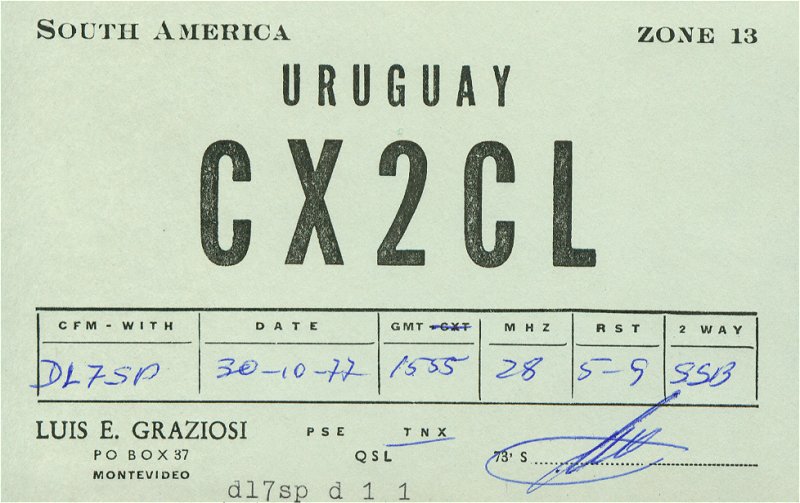 SOUTH AMERICA ZONE 13
URUGUAY
CX2CL
CFM-WITH DATE GMT-CXT MHZ RST 2 WAY
DL7SP 30-10-77 1555 28 5-9 SSB
LUIS E. GRAZIOSI PSE TNX
PO BOX 37 QSL 73'S
MONTEVIDEO
dl7sp d 1 1